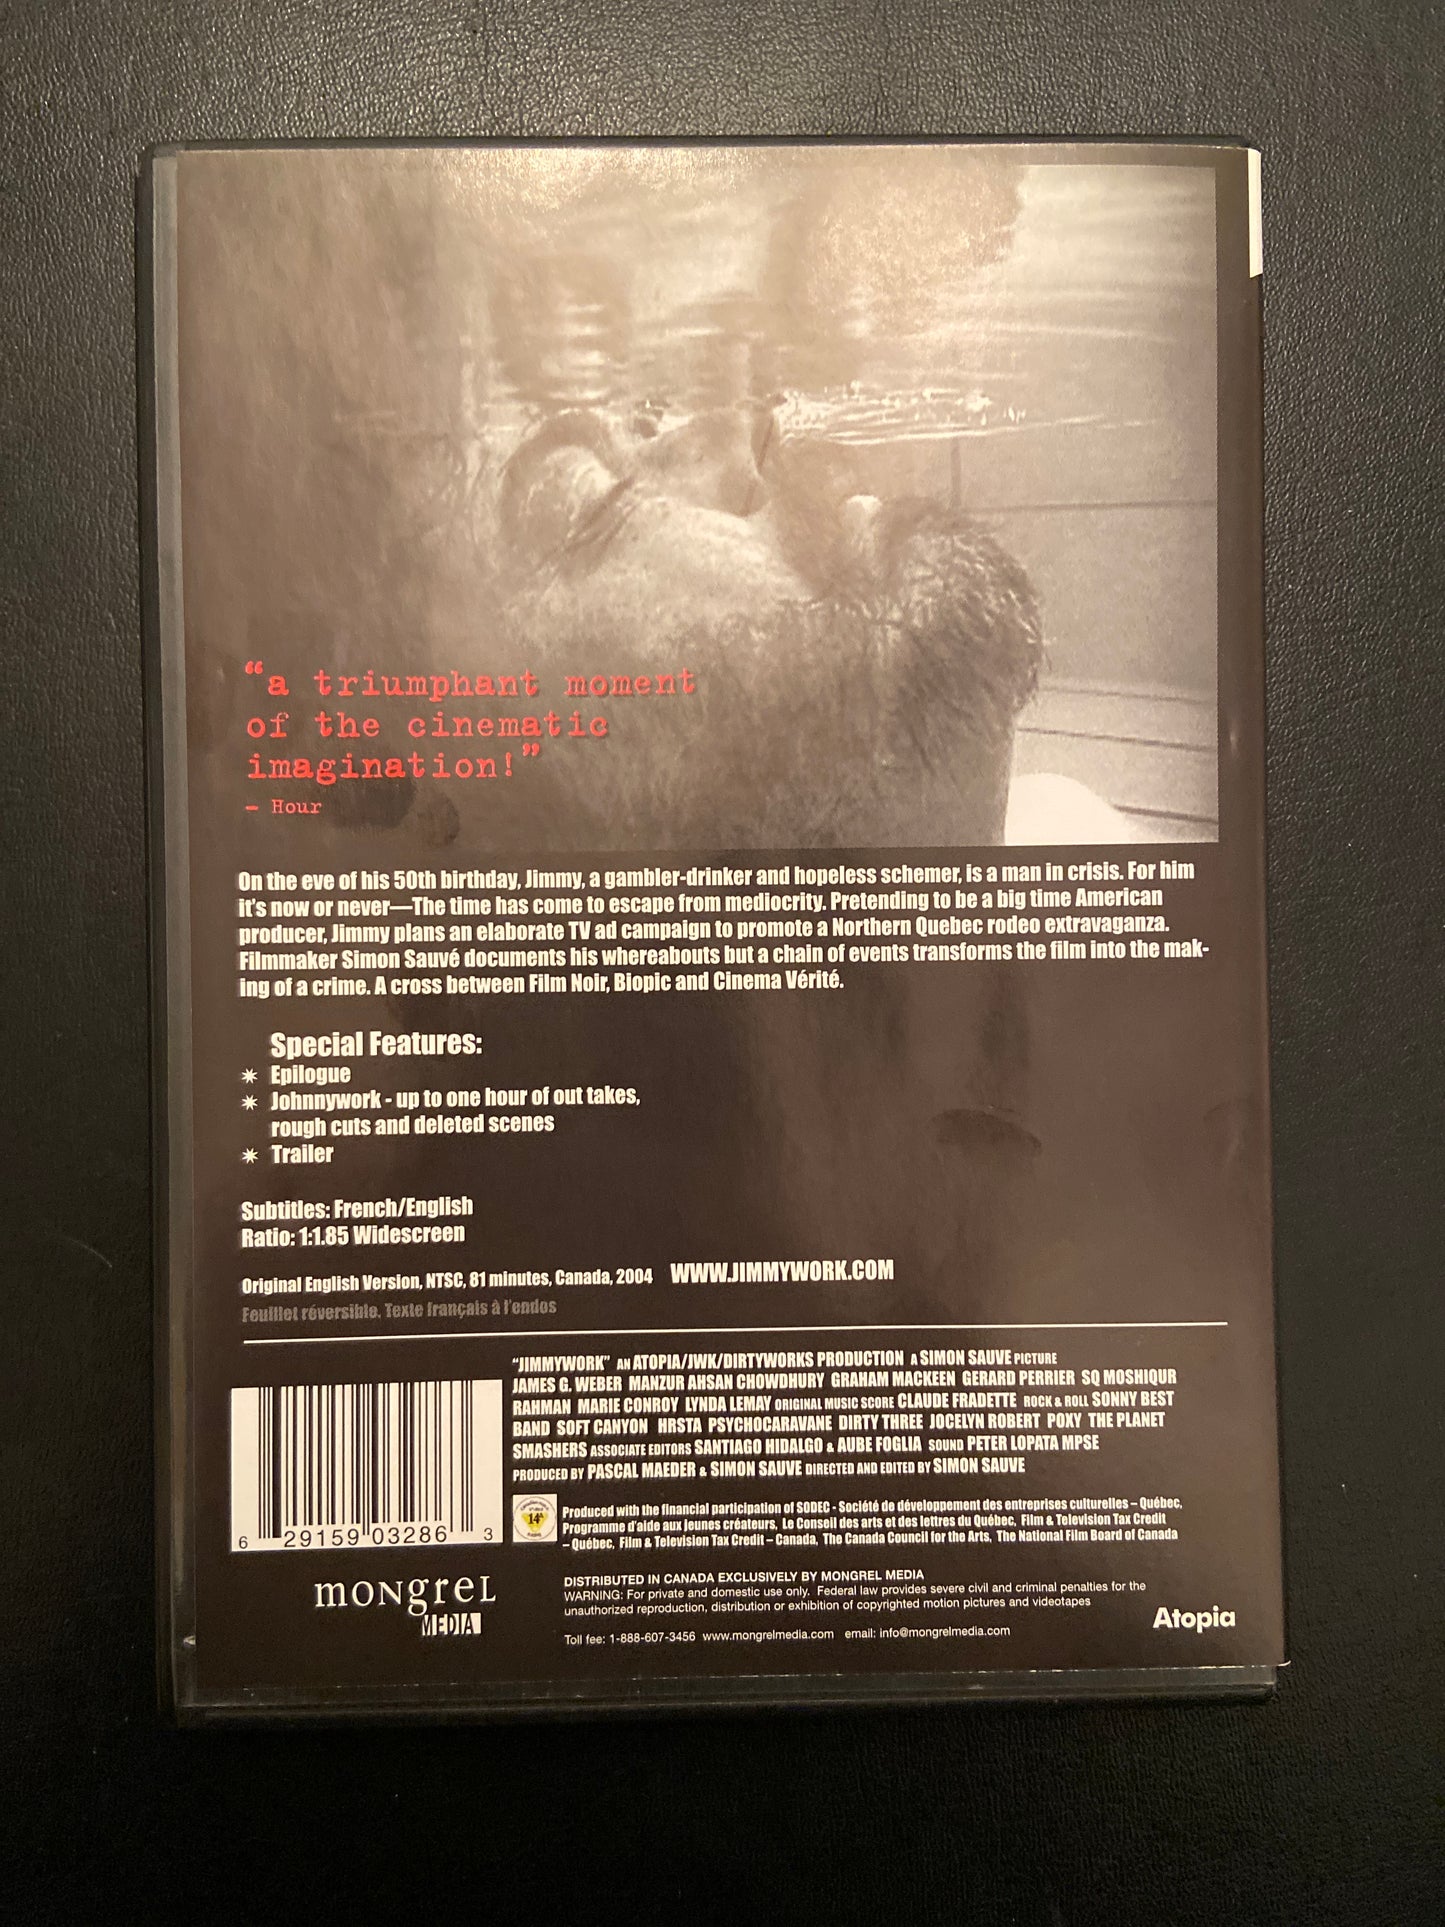 “a triumphant moment
of the cinematic
imagination!”
– Hour
On the eve of his 50th birthday, Jimmy, a gambler-drinker and hopeless schemer, is a man in crisis. For him
it's now or never—The time has come to escape from mediocrity. Pretending to be a big time American
producer, Jimmy plans an elaborate TV ad campaign to promote a Northern Quebec rodeo extravaganza.
Filmmaker Simon Sauvé documents his whereabouts but a chain of events transforms the film into the mak-
ing of a crime. A cross between Film Noir, Biopic and Cinema Vérité.
Special Features:
✷ Epilogue
✷ Johnnywork - up to one hour of out takes,
rough cuts and deleted scenes
✷ Trailer
Subtitles: French/English
Ratio: 1:1.85 Widescreen
Original English Version, NTSC, 81 minutes, Canada, 2004 WWW.JIMMYWORK.COM
Feuillet réversible. Texte français à l'endos
“JIMMYWORK” AN ATOPIA/JWK/DIRTYWORKS PRODUCTION A SIMON SAUVE PICTURE
JAMES G. WEBER MANZUR AHSAN CHOWDHURY GRAHAM MACKEEN GERARD PERRIER SQ MOSHIQUR
RAHMAN MARIE CONROY LYNDA LEMAY ORIGINAL MUSIC SCORE CLAUDE FRADETTE ROCK & ROLL SONNY BEST
BAND SOFT CANYON HRSTA PSYCHOCARAVANE DIRTY THREE JOCELYN ROBERT POXY THE PLANET
SMASHERS ASSOCIATE EDITORS SANTIAGO HIDALGO & AUBE FOGLIA SOUND PETER LOPATA MPSE
PRODUCED BY PASCAL MAEDER & SIMON SAUVE DIRECTED AND EDITED BY SIMON SAUVE
14A
Produced with the financial participation of SODEC - Société de développement des entreprises culturelles – Québec,
Programme d'aide aux jeunes créateurs, Le Conseil des arts et des lettres du Québec, Film & Television Tax Credit
– Québec, Film & Television Tax Credit – Canada, The Canada Council for the Arts, The National Film Board of Canada
6 29159 03286 3
MONGREL
MEDIA
DISTRIBUTED IN CANADA EXCLUSIVELY BY MONGREL MEDIA
WARNING: For private and domestic use only. Federal law provides severe civil and criminal penalties for the
unauthorized reproduction, distribution or exhibition of copyrighted motion pictures and videotapes
Toll fee: 1-888-607-3456 www.mongrelmedia.com email: info@mongrelmedia.com
Atopia